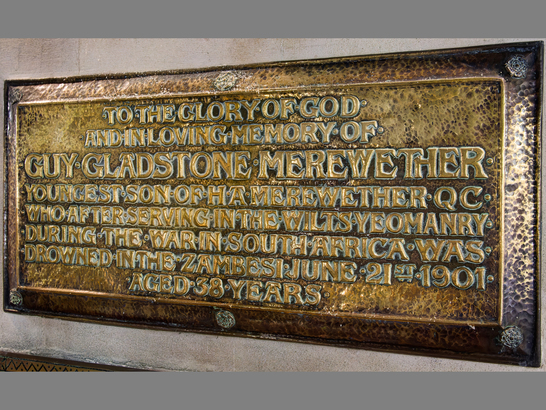 TO·THE·GLORY·OF·GOD·
AND·IN·LOVING·MEMORY·OF·
GUY·GLADSTONE·MEREWETHER·
YOUNGEST·SON·OF·H·A·MEREWETHER·Q.C.
WHO·AFTER·SERVING·IN·THE·WILTS·YEOMANRY
DURING·THE·WAR·IN·SOUTH·AFRICA·WAS
DROWNED·IN·THE·ZAMBESI·JUNE·21ST·1901
AGED·38·YEARS